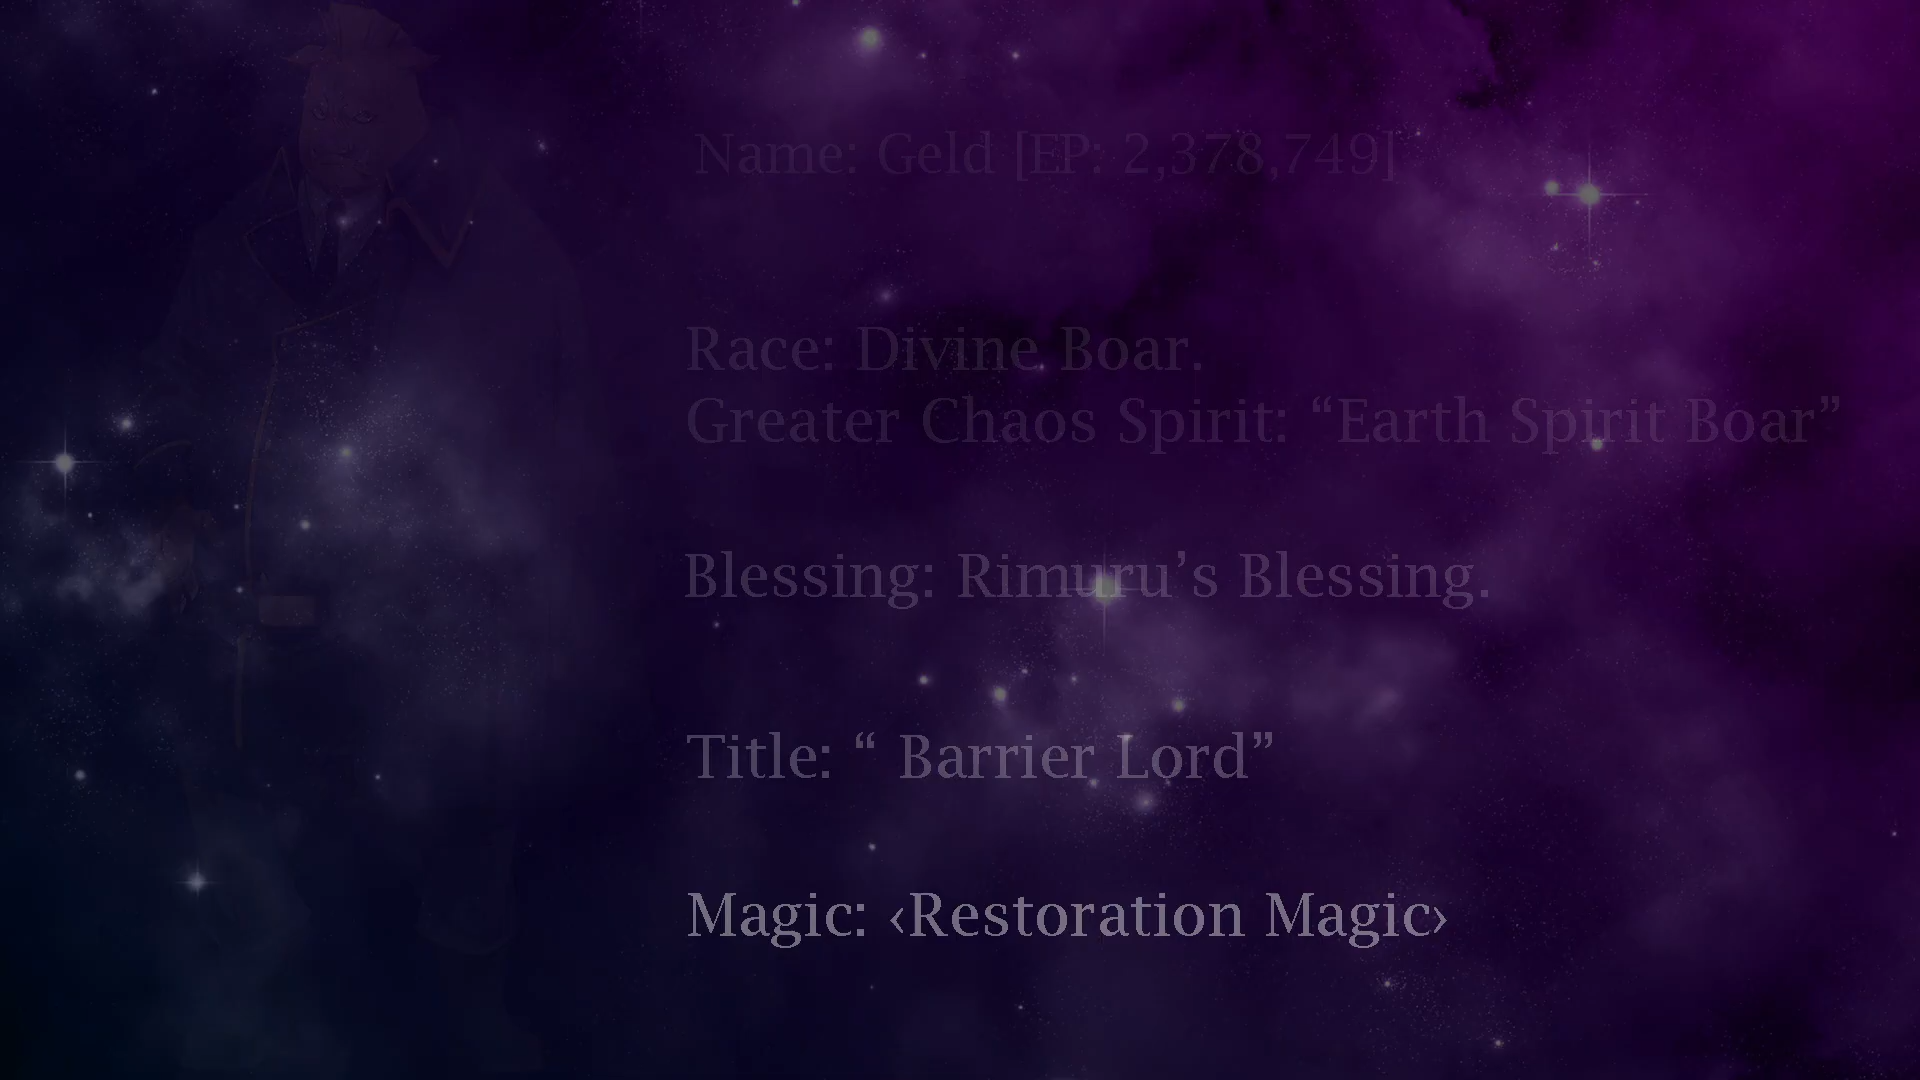 Name: Geld [EP: 2,378,749]
Race: Divine Boar.
Greater Chaos Spirit: “Earth Spirit Boar”
Blessing: Rimuru’s Blessing.
Title: “ Barrier Lord”
Magic: ‹Restoration Magic›